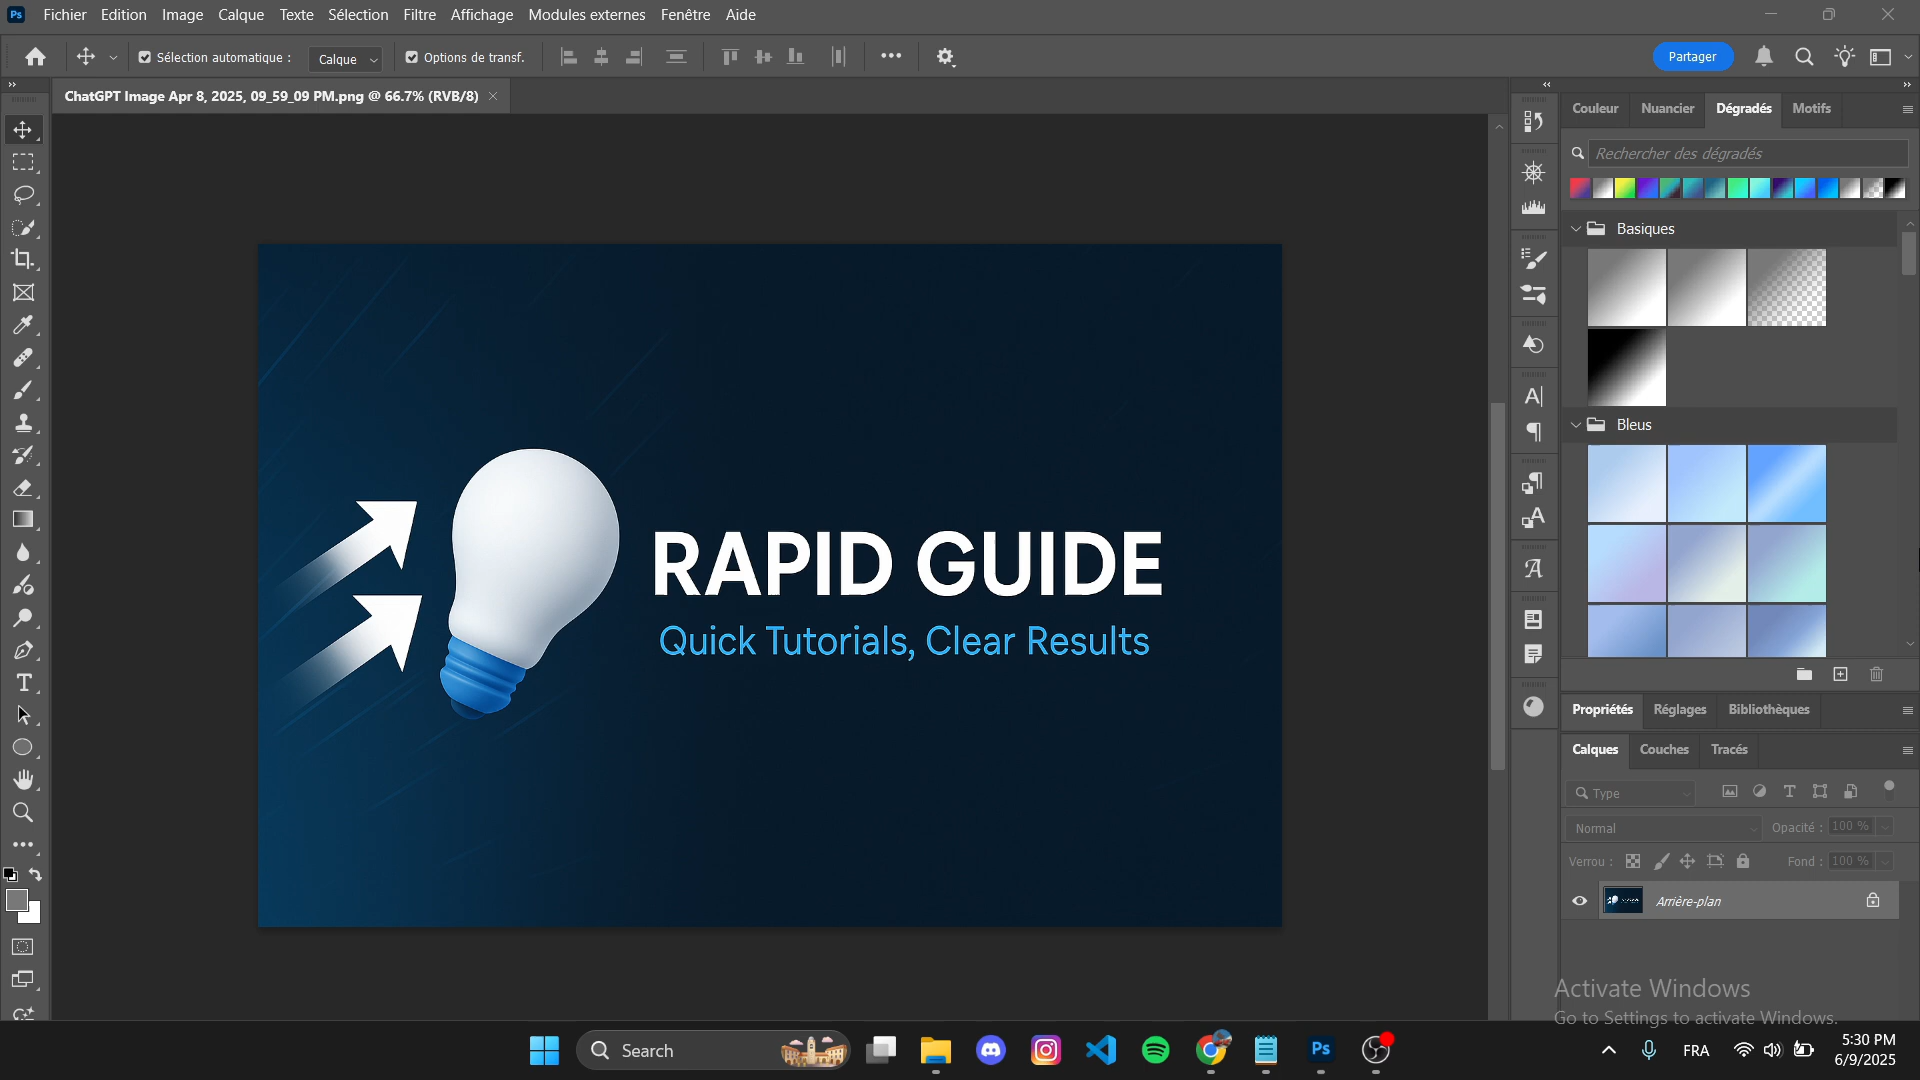 Ps Fichier Edition Image Calque Texte Sélection Filtre Affichage Modules externes Fenêtre Aide
Sélection automatique : Calque Options de transf. Partager
ChatGPT Image Apr 8, 2025, 09_59_09 PM.png @ 66.7% (RVB/8)
Couleur Nuancier Dégradés Motifs
Rechercher des dégradés
Basiques
Bleus
RAPID GUIDE
Quick Tutorials, Clear Results
Propriétés Réglages Bibliothèques
Calques Couches Tracés
Type
Normal Opacité : 100 %
Verrou : Fond : 100 %
Arrière-plan
Activate Windows
Go to Settings to activate Windows.
Search Ps FRA 5:30 PM
6/9/2025